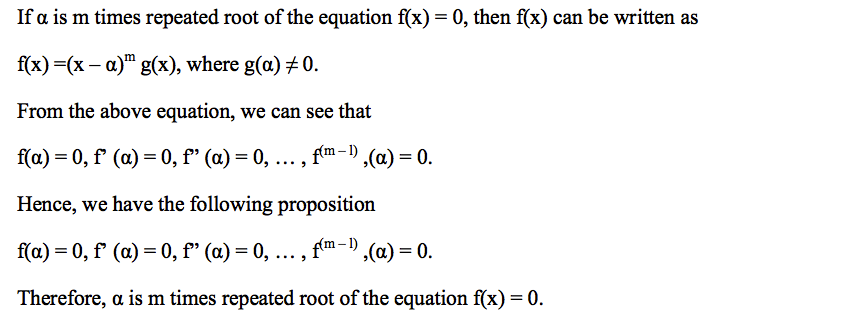 If α is m times repeated root of the equation f(x) = 0, then f(x) can be written as
f(x) =(x – α)ᵐ g(x), where g(α) ≠ 0.
From the above equation, we can see that
f(α) = 0, f’ (α) = 0, f” (α) = 0, … , f⁽ᵐ⁻¹⁾ ,(α) = 0.
Hence, we have the following proposition
f(α) = 0, f’ (α) = 0, f” (α) = 0, … , f⁽ᵐ⁻¹⁾ ,(α) = 0.
Therefore, α is m times repeated root of the equation f(x) = 0.